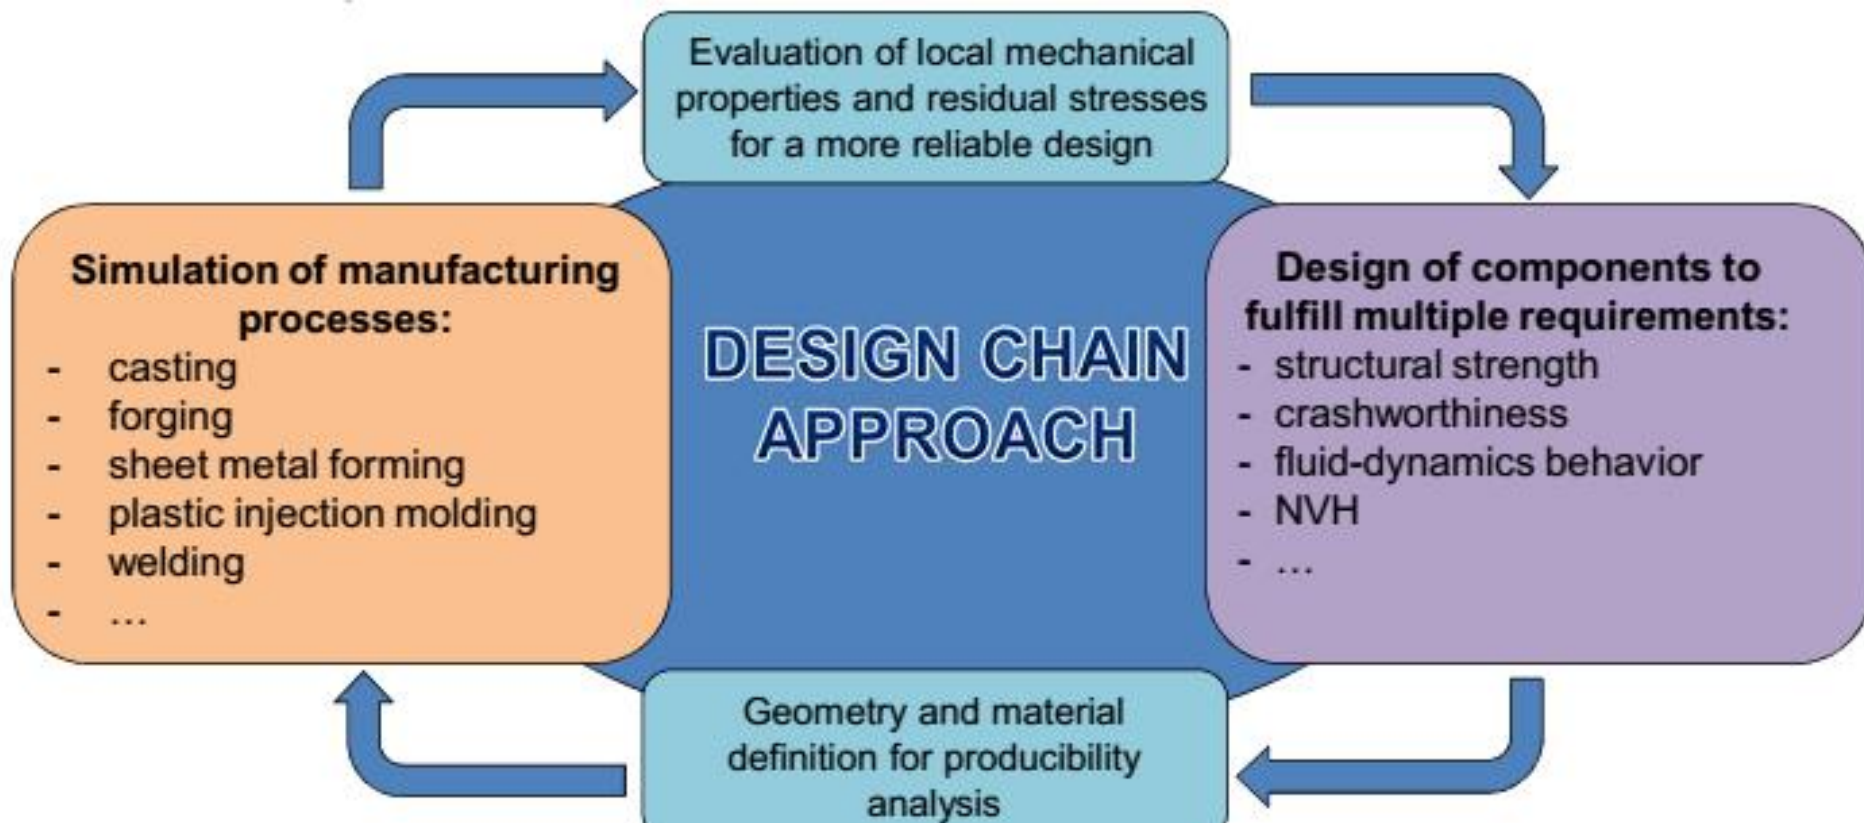 Evaluation of local mechanical
properties and residual stresses
for a more reliable design
Simulation of manufacturing
processes:
- casting
- forging
- sheet metal forming
- plastic injection molding
- welding
- ...
DESIGN CHAIN
APPROACH
Design of components to
fulfill multiple requirements:
- structural strength
- crashworthiness
- fluid-dynamics behavior
- NVH
- ...
Geometry and material
definition for producibility
analysis